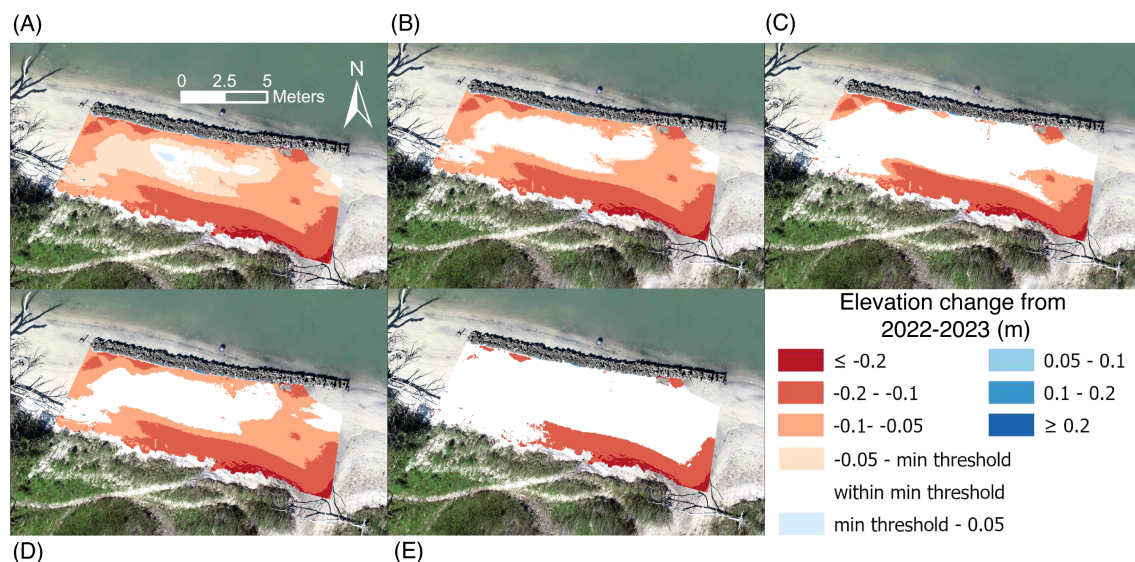 (A)
(B)
(C)
0 2.5 5
Meters
N
Elevation change from
2022-2023 (m)
≤ -0.2
-0.2 - -0.1
-0.1- -0.05
-0.05 - min threshold
within min threshold
min threshold - 0.05
0.05 - 0.1
0.1 - 0.2
≥ 0.2
(D)
(E)